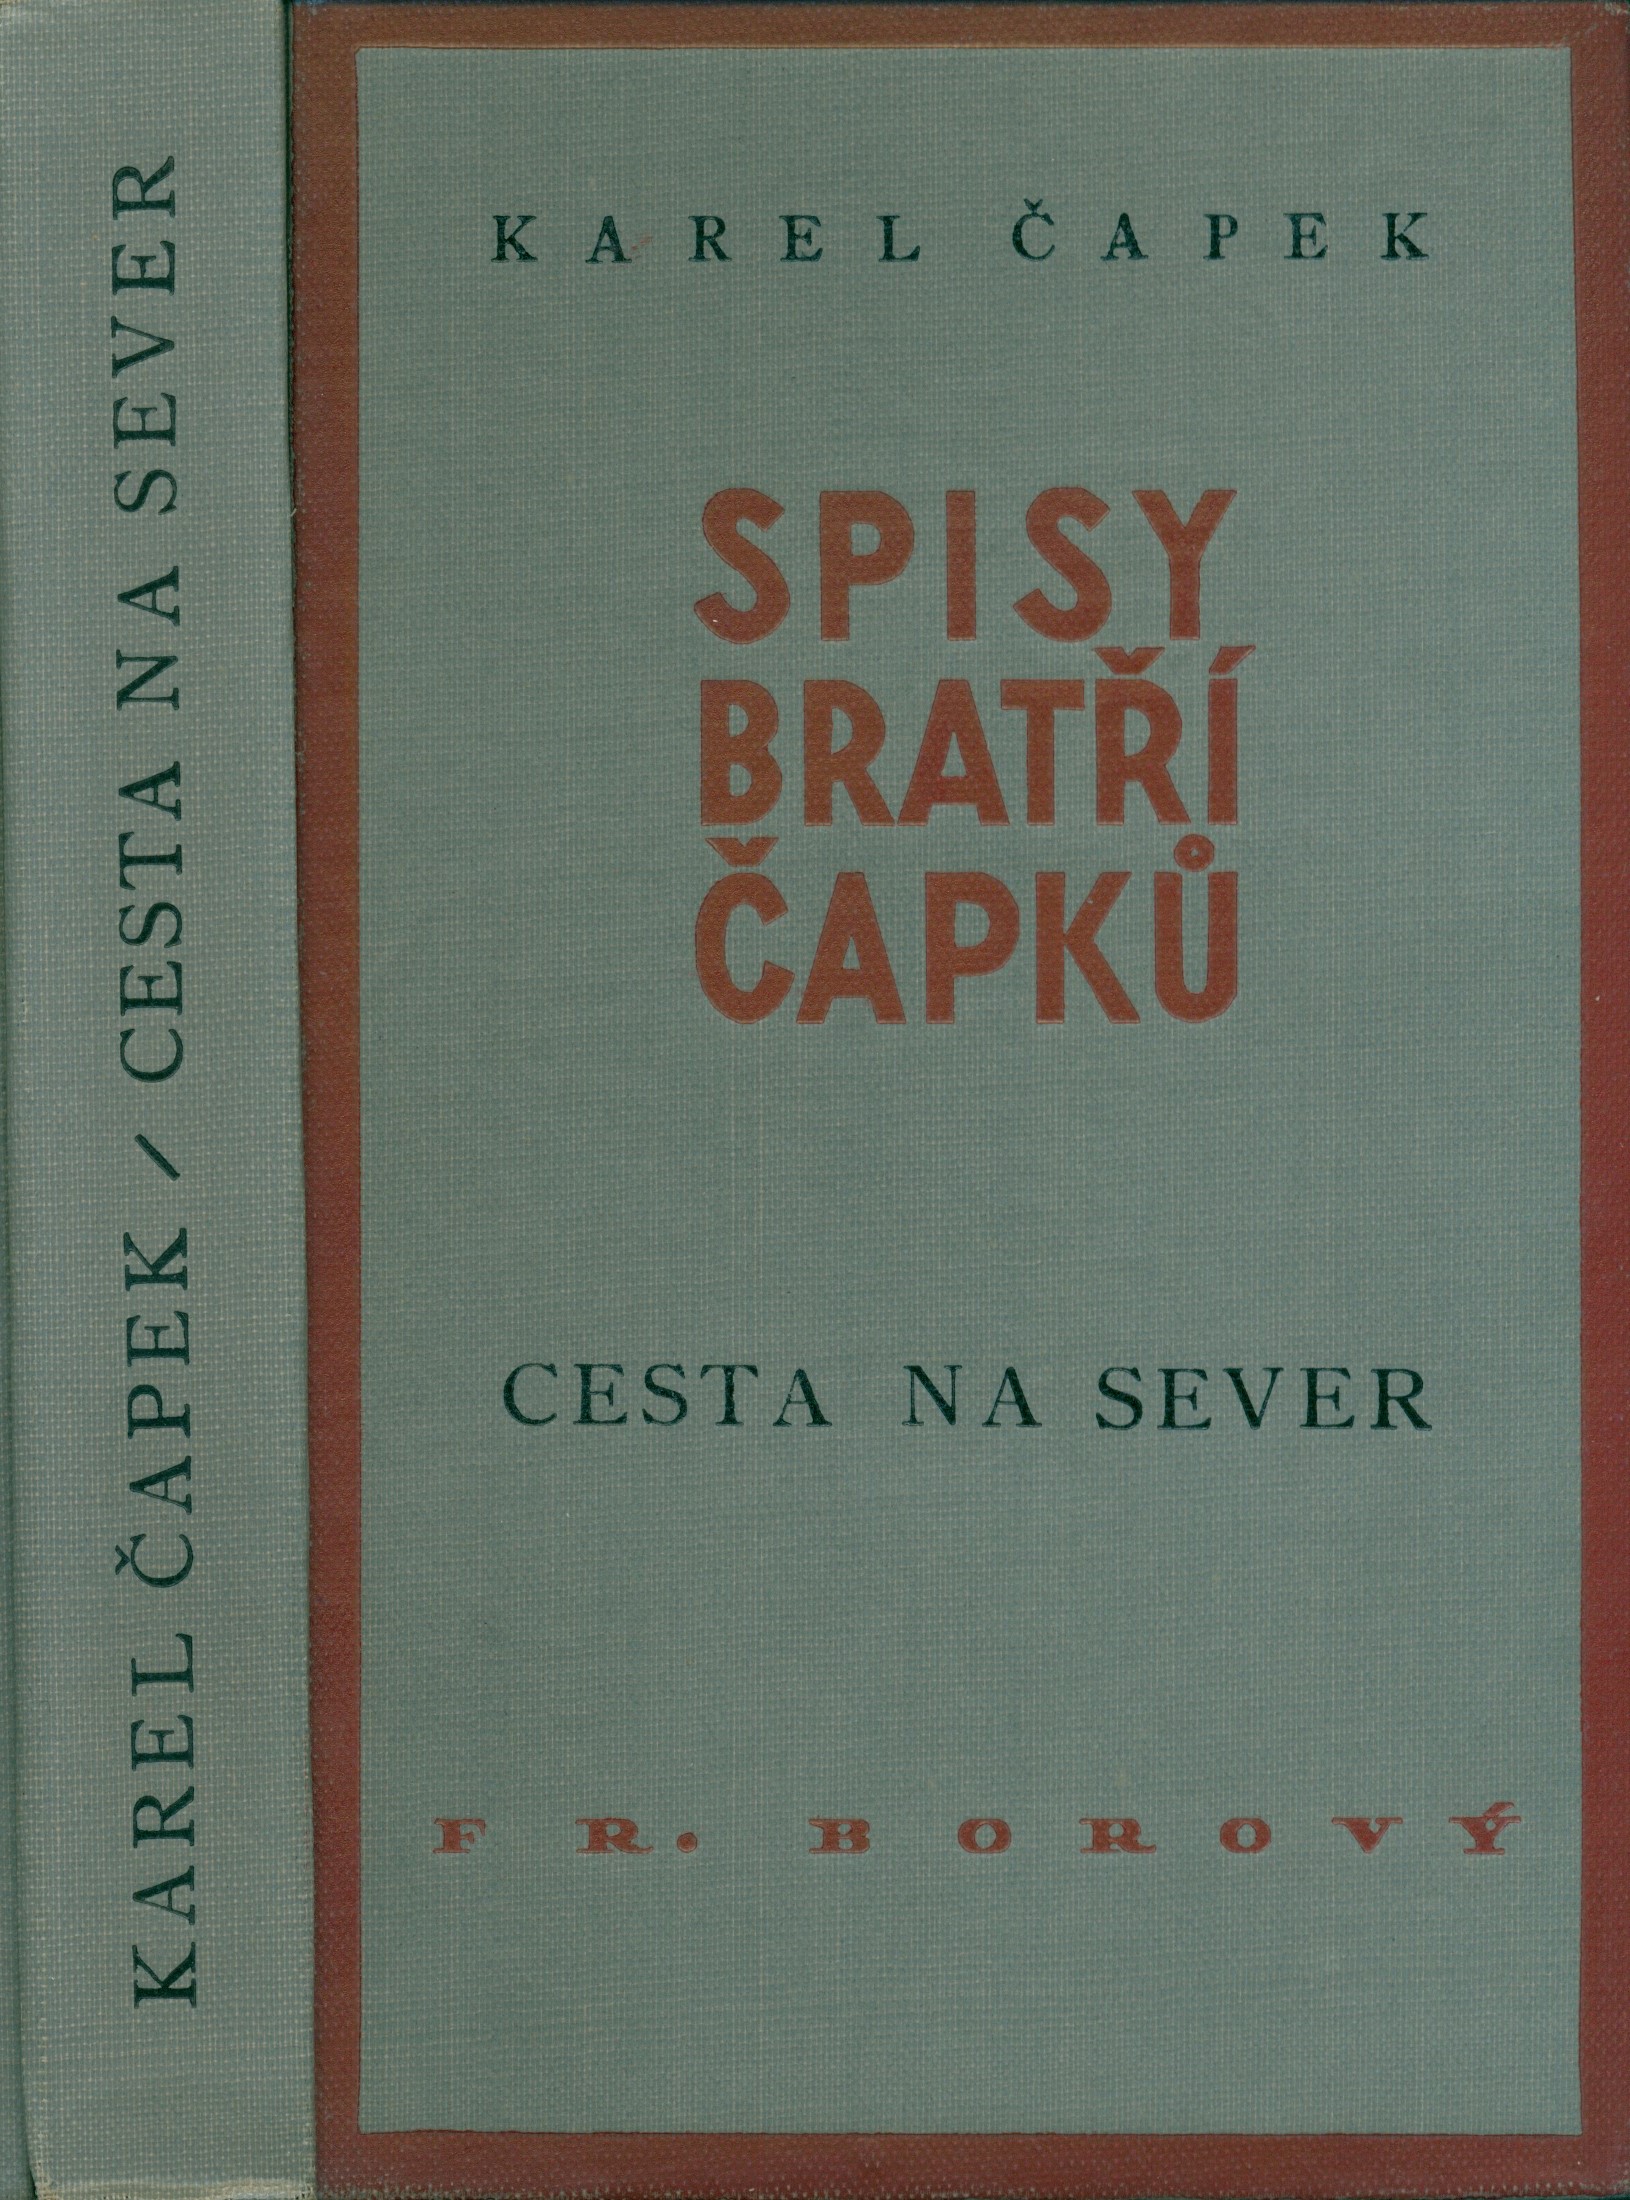 KAREL ČAPEK / CESTA NA SEVER
KAREL ČAPEK
SPISY
BRATŘÍ
ČAPKŮ
CESTA NA SEVER
FR. BOROVÝ